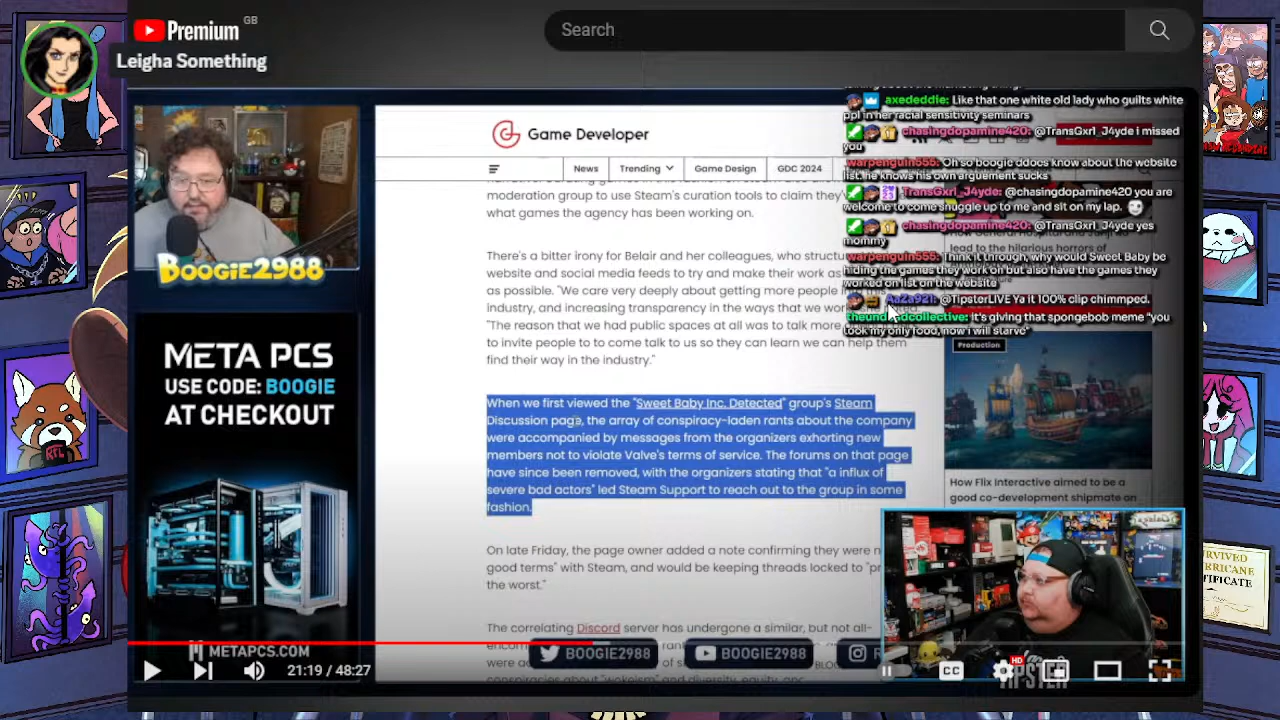 Premium GB
Search
Leigha Something
Game Developer
News
Trending
Game Design
GDC 2024
moderation group to use Steam's curation tools to claim they
what games the agency has been working on.
There's a bitter irony for Belair and her colleagues, who
website and social media feeds to try and make their work as
as possible. "We care very deeply about getting more people
industry, and increasing transparency in the ways that we
"The reason that we had public spaces at all was to talk more
to invite people to to come talk to us so they can learn we can help them
find their way in the industry."
When we first viewed the "Sweet Baby Inc. Detected" group's Steam
Discussion page, the array of conspiracy-laden rants about the company
were accompanied by messages from the organizers exhorting new
members not to violate Valve's terms of service. The forums on that page
have since been removed, with the organizers stating that "a influx of
severe bad actors" led Steam Support to reach out to the group in some
fashion.
On late Friday, the page owner added a note confirming they were
good terms" with Steam, and would be keeping threads locked to
the worst."
The correlating Discord server has undergone a similar, but not all-
axededdie: Like that one white old lady who guilts white
ppl in her racial sensitivity seminars
chasingdopamine420: @TransGxrl_J4yde i missed
you
warpenguin555: Oh so boogie ddoes know about the website
list. he knows his own arguement sucks
TransGxrl_J4yde: @chasingdopamine420 you are
welcome to come snuggle up to me and sit on my lap.
chasingdopamine420: @TransGxrl_J4yde yes
mommy
warpenguin555: Think it through, why would Sweet Baby be
hiding the games they work on but also have the games they
worked on list on the website
@TipsterLIVE Ya it 100% clip chimmped.
It's giving that spongebob meme "you
took my only food, now i will starve"
lead to the hilarious horrors of
Production
How Flix Interactive aimed to be a
good co-development shipmate on
BOOGIE2988
META PCS
USE CODE: BOOGIE
AT CHECKOUT
METAPCS.COM
BOOGIE2988
BOOGIE2988
21:19 / 48:27
CC
HD
TIPSTER
RFL